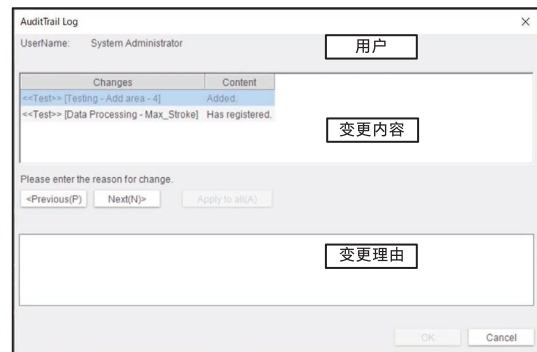 AuditTrail Log
UserName: System Administrator
用户
Changes Content
<<Test>> [Testing - Add area - 4] Added.
<<Test>> [Data Processing - Max_Stroke] Has registered.
变更内容
Please enter the reason for change.
<Previous(P) Next(N)> Apply to all(A)
变更理由
OK Cancel